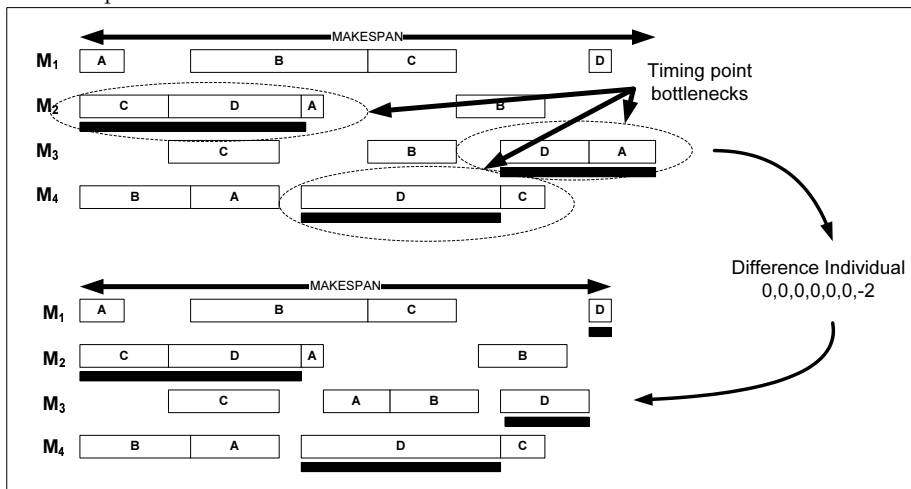 MAKESPAN
M1 A B C D
Timing point
bottlenecks
M2 C D A B
M3 C B D A
M4 B A D C
Difference Individual
0,0,0,0,0,0,-2
MAKESPAN
M1 A B C D
M2 C D A B
M3 C A B D
M4 B A D C